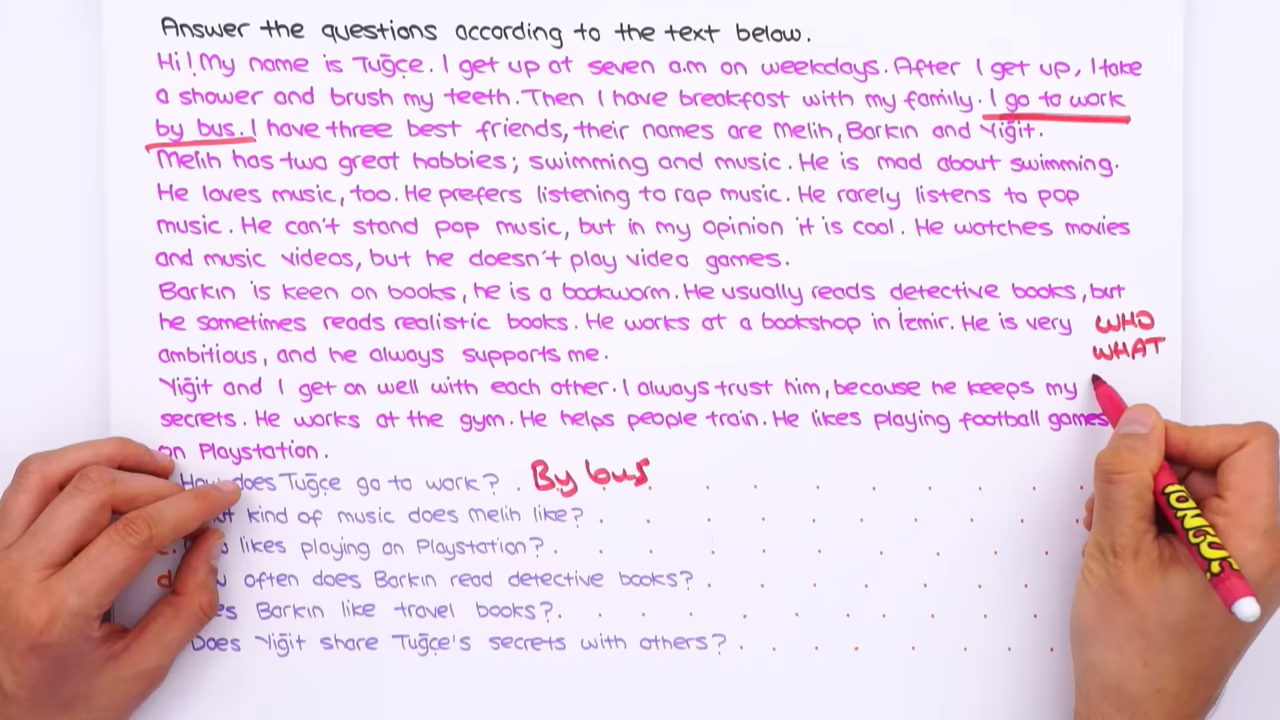 Answer the questions according to the text below.
Hi! My name is Tuğçe. I get up at seven a.m on weekdays. After I get up, I take
a shower and brush my teeth. Then I have breakfast with my family. I go to work
by bus. I have three best friends, their names are Melih, Barkın and Yiğit.
Melih has two great hobbies; swimming and music. He is mad about swimming.
He loves music, too. He prefers listening to rap music. He rarely listens to pop
music. He can't stand pop music, but in my opinion it is cool. He watches movies
and music videos, but he doesn't play video games.
Barkın is keen on books, he is a bookworm. He usually reads detective books, but
he sometimes reads realistic books. He works at a bookshop in İzmir. He is very
WHO
WHAT
ambitious, and he always supports me.
Yiğit and I get on well with each other. I always trust him, because he keeps my
secrets. He works at the gym. He helps people train. He likes playing football games
on Playstation.
How does Tuğçe go to work? . By bus
kind of music does Melih like?
likes playing on Playstation?
d often does Barkın read detective books?
Barkın like travel books?
Does Yiğit share Tuğçe's secrets with others?
TONGUÇ